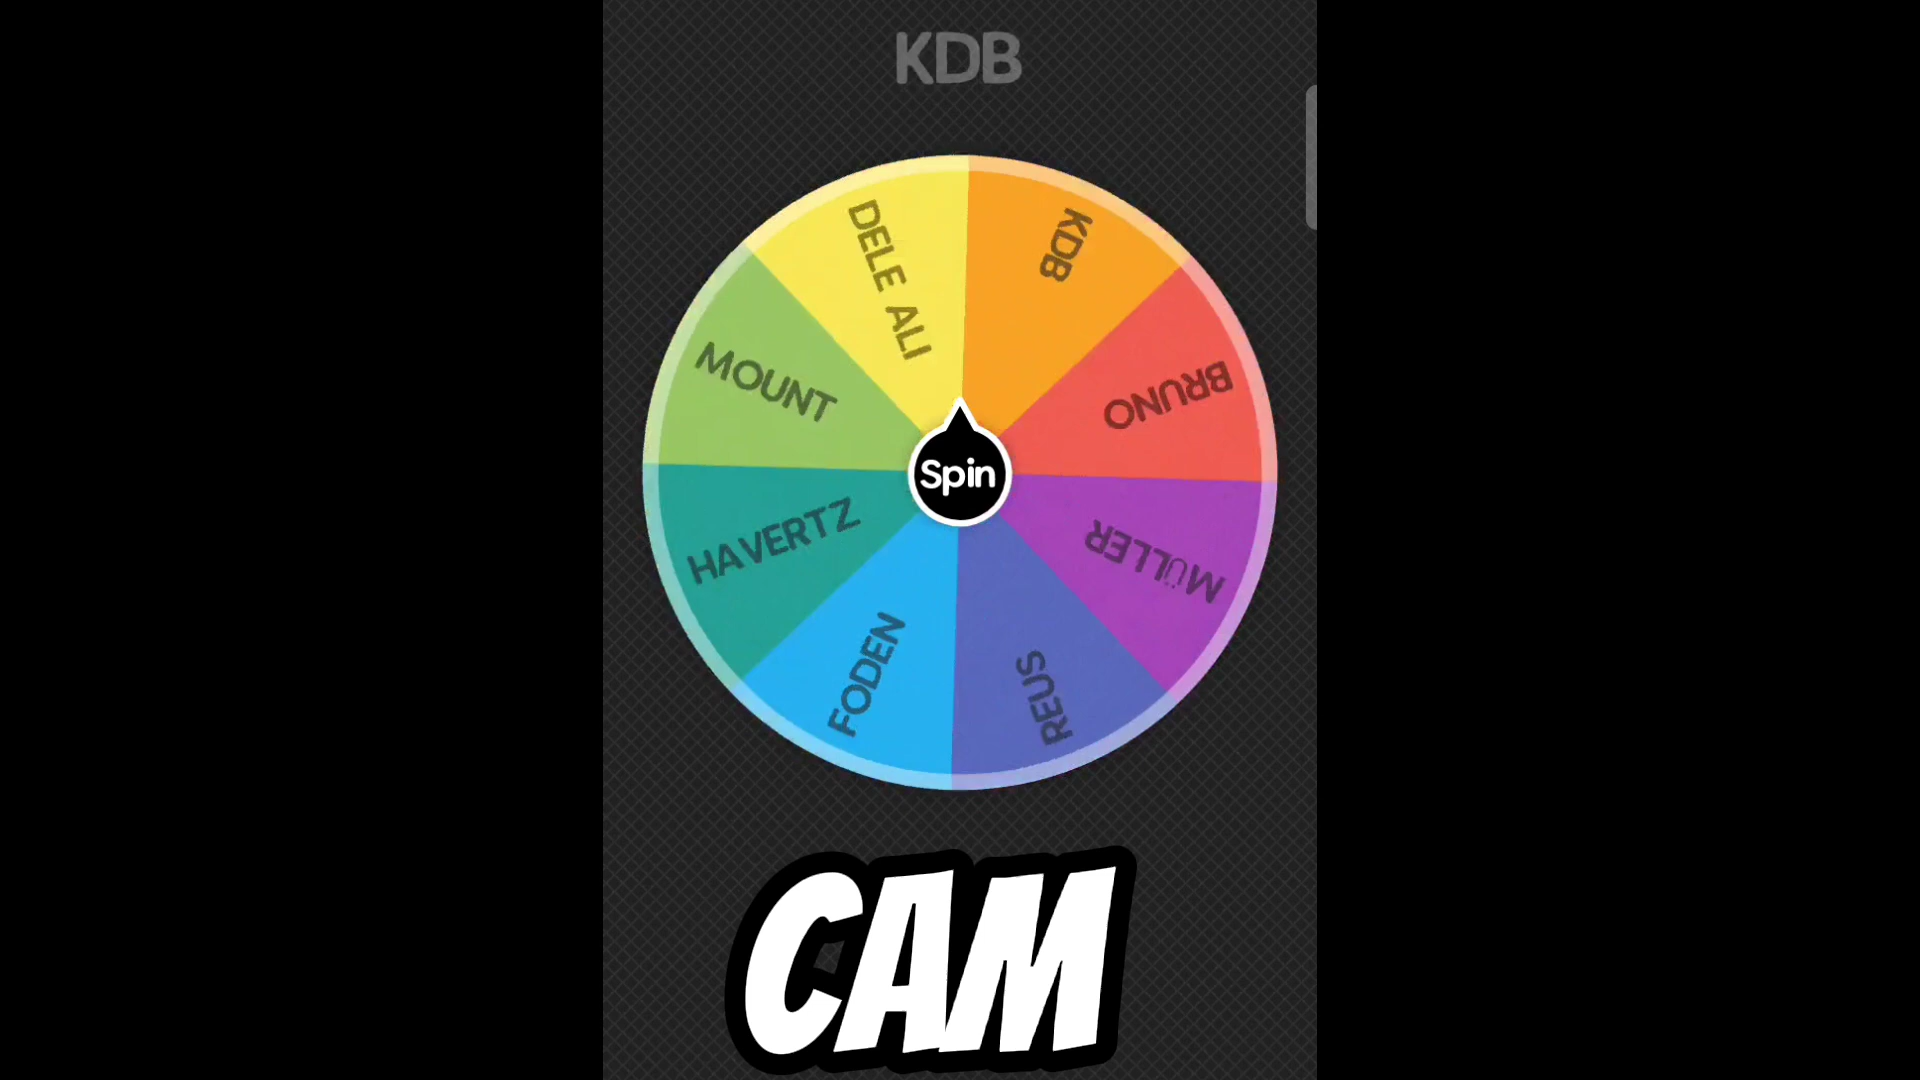 KDB
DELE ALI
KDB
MOUNT
BRUNO
Spin
HAVERTZ
MÜLLER
FODEN
REUS
CAM